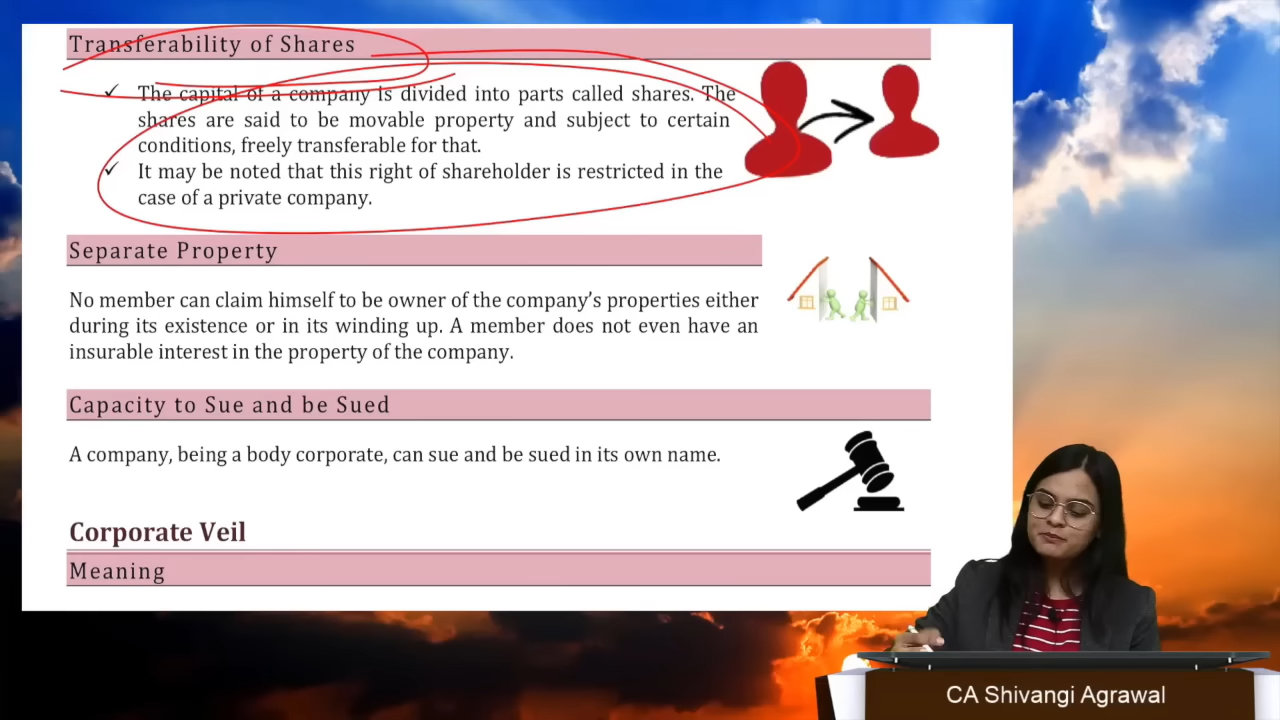 Transferability of Shares
✓ The capital of a company is divided into parts called shares. The
shares are said to be movable property and subject to certain
conditions, freely transferable for that.
✓ It may be noted that this right of shareholder is restricted in the
case of a private company.
Separate Property
No member can claim himself to be owner of the company’s properties either
during its existence or in its winding up. A member does not even have an
insurable interest in the property of the company.
Capacity to Sue and be Sued
A company, being a body corporate, can sue and be sued in its own name.
Corporate Veil
Meaning
CA Shivangi Agrawal